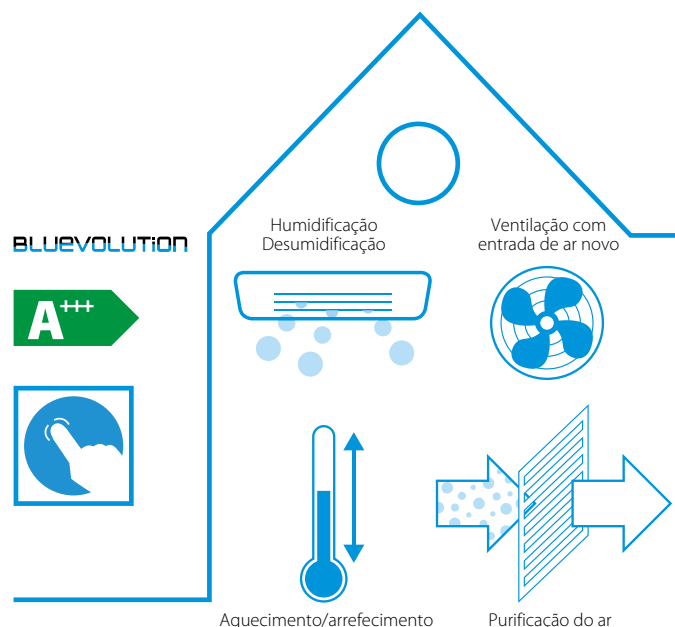 Humidificação
Desumidificação
Ventilação com
entrada de ar novo
BLUEVOLUTION
A+++
Aquecimento/arrefecimento
Purificação do ar